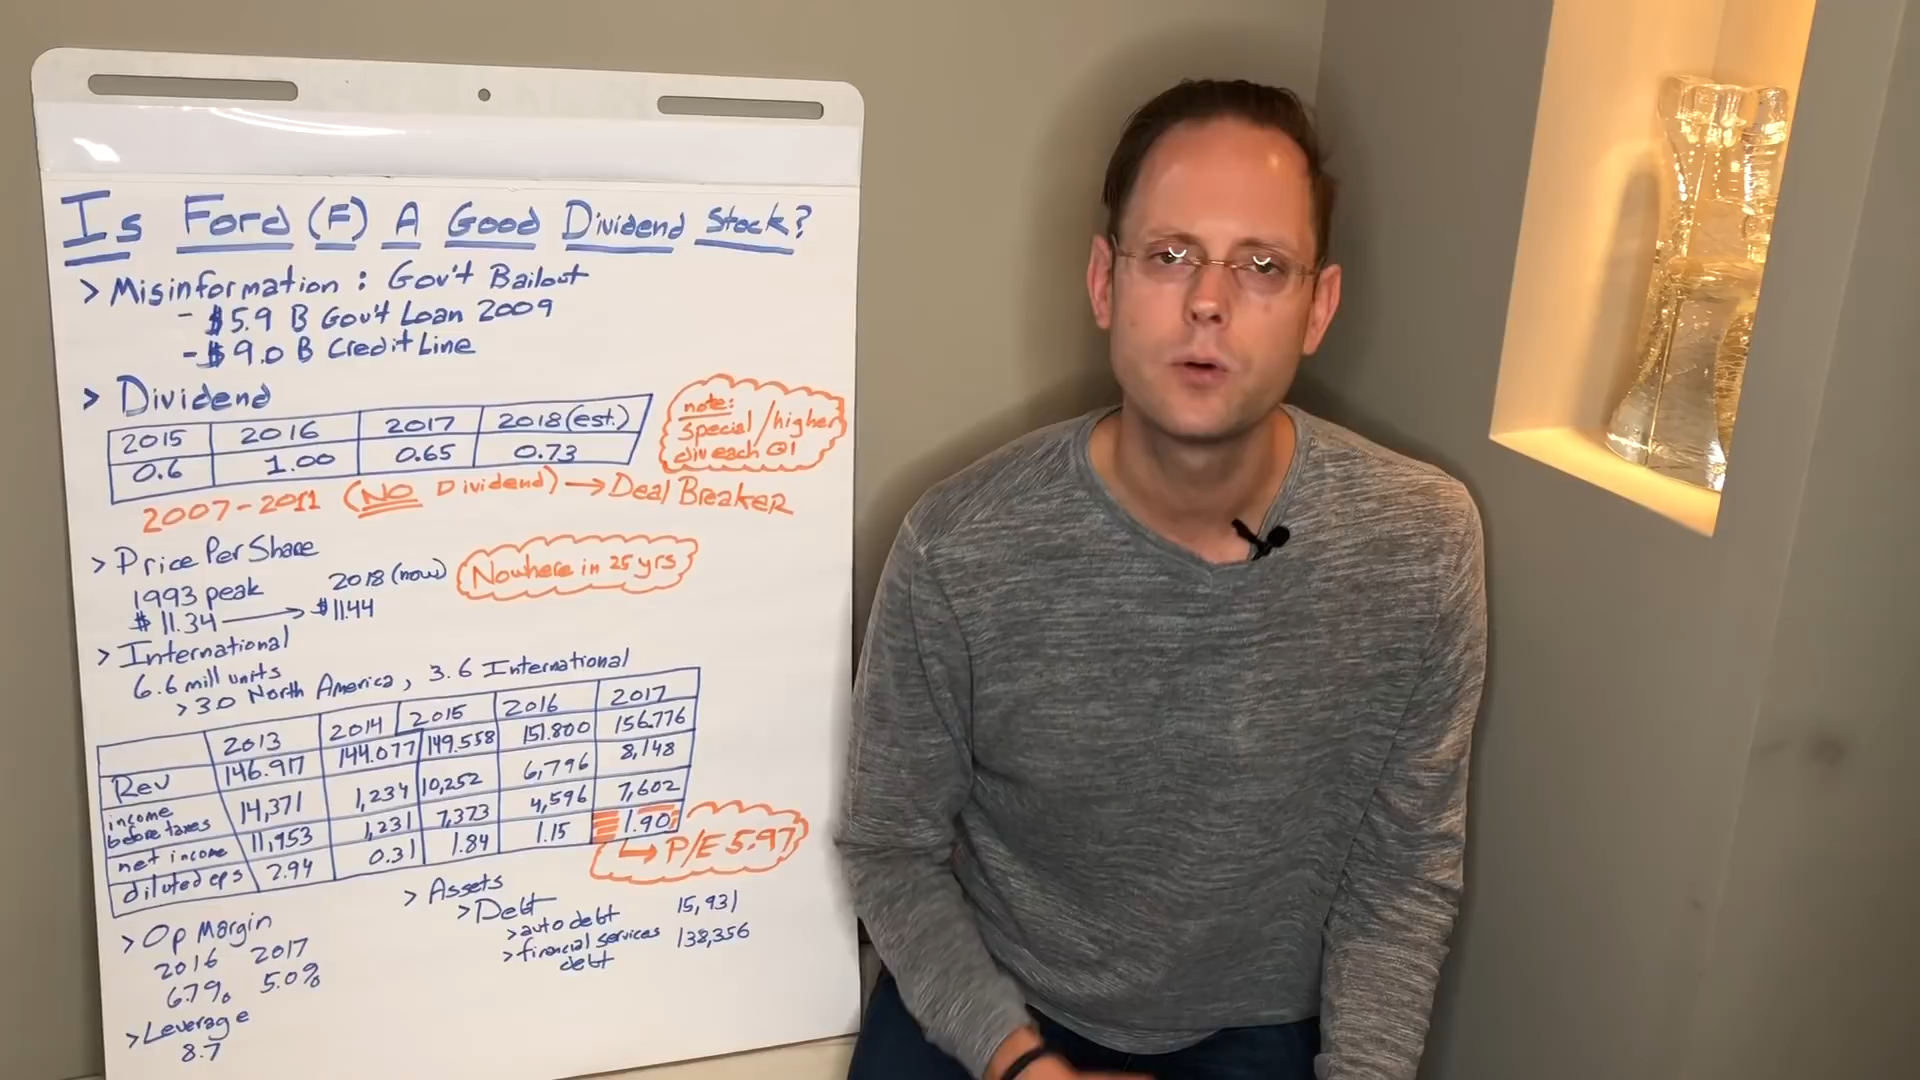 Is Ford (F) A Good Dividend Stock?
> Misinformation : Gov't Bailout
- $5.9 B Gov't Loan 2009
- $9.0 B Credit Line
> Dividend
2015 2016 2017 2018 (est.)
0.6 1.00 0.65 0.73
note:
Special / higher
div each Q1
2007-2011 (NO Dividend) → Deal Breaker
> Price Per Share
1993 peak 2018 (now)
$11.34 → $11.44
Nowhere in 25 yrs
> International
6.6 mill units
> 3.0 North America, 3.6 International
2013 2014 2015 2016 2017
Rev 146.917 144.077 149.558 151.800 156.776
income before taxes 14,371 1,234 10,252 6,796 8,148
net income 11,953 1,231 7,373 4,596 7,602
diluted eps 2.94 0.31 1.84 1.15 1.90
→ P/E 5.97
> Op Margin
2016 2017
6.7% 5.0%
> Leverage
8.7
> Assets
> Debt
> auto debt 15,931
> financial services 138,356
debt